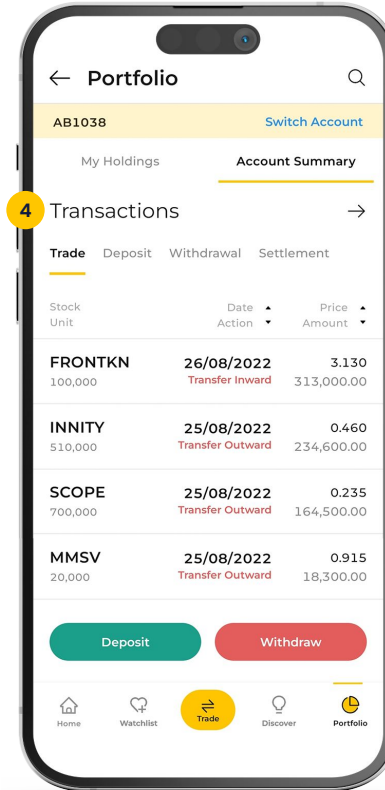 Portfolio
AB1038 Switch Account
My Holdings Account Summary
4 Transactions
Trade Deposit Withdrawal Settlement
Stock Date Price
Unit Action Amount
FRONTKN 26/08/2022 3.130
100,000 Transfer Inward 313,000.00
INNITY 25/08/2022 0.460
510,000 Transfer Outward 234,600.00
SCOPE 25/08/2022 0.235
700,000 Transfer Outward 164,500.00
MMSV 25/08/2022 0.915
20,000 Transfer Outward 18,300.00
Deposit Withdraw
Home Watchlist Trade Discover Portfolio